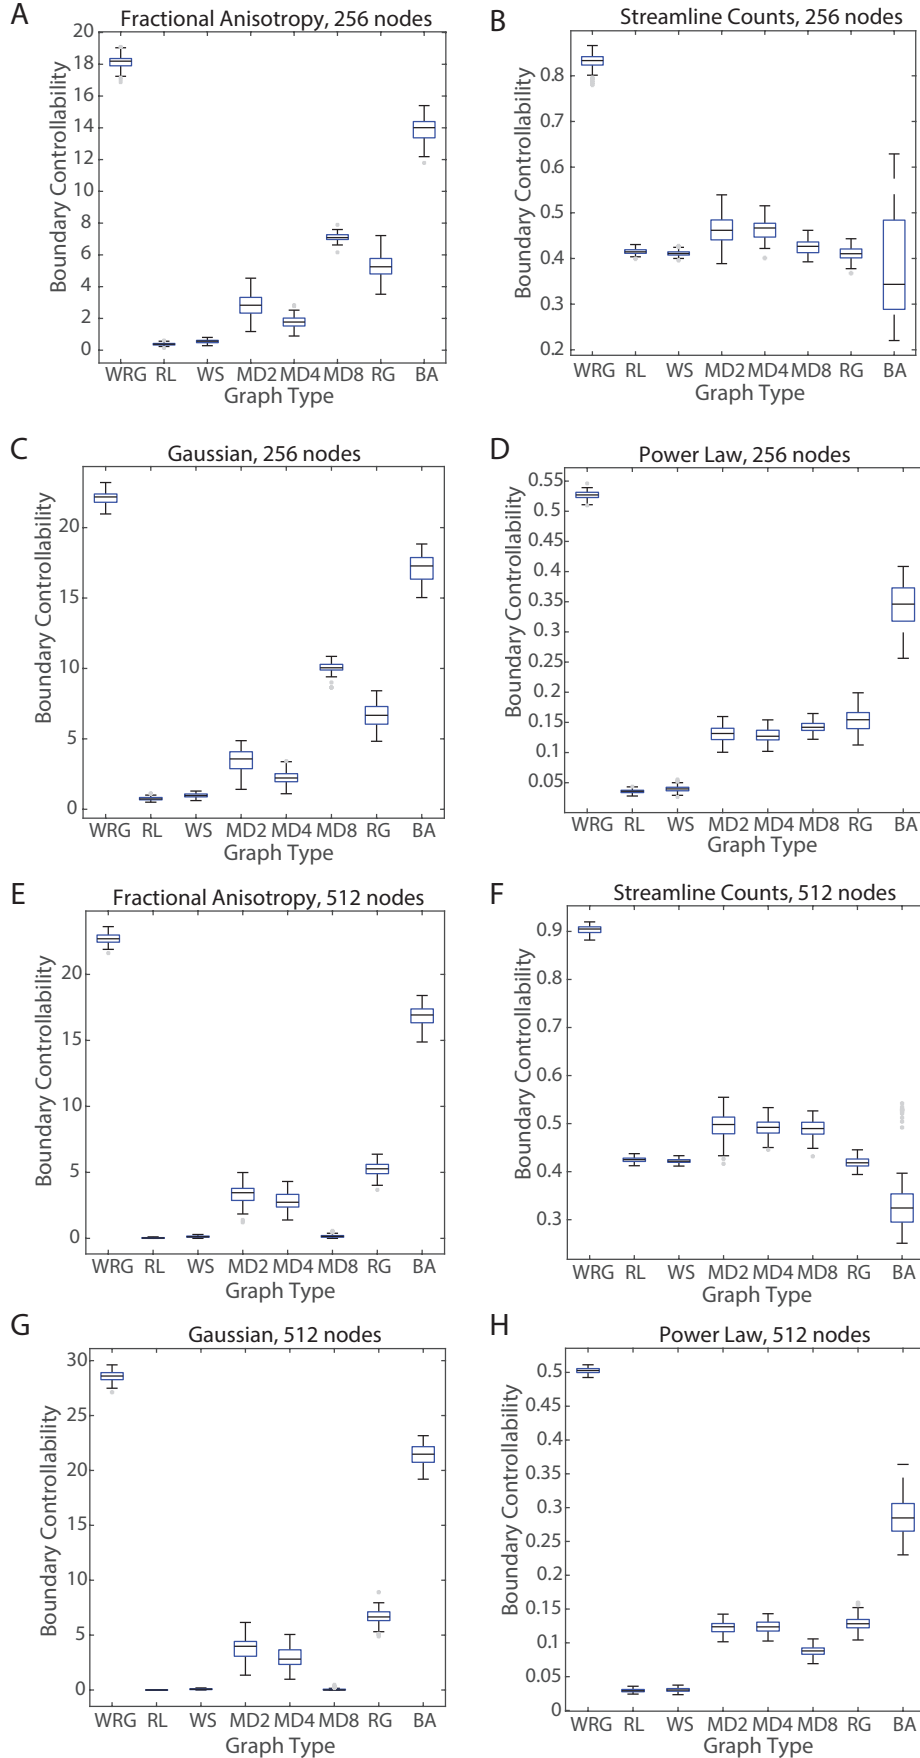 A
Fractional Anisotropy, 256 nodes
Boundary Controllability
20
18
16
14
12
10
8
6
4
2
0
WRG RL WS MD2 MD4 MD8 RG BA
Graph Type
B
Streamline Counts, 256 nodes
Boundary Controllability
0.8
0.7
0.6
0.5
0.4
0.3
0.2
WRG RL WS MD2 MD4 MD8 RG BA
Graph Type
C
Gaussian, 256 nodes
Boundary Controllability
20
15
10
5
0
WRG RL WS MD2 MD4 MD8 RG BA
Graph Type
D
Power Law, 256 nodes
Boundary Controllability
0.55
0.5
0.45
0.4
0.35
0.3
0.25
0.2
0.15
0.1
0.05
WRG RL WS MD2 MD4 MD8 RG BA
Graph Type
E
Fractional Anisotropy, 512 nodes
Boundary Controllability
20
15
10
5
0
WRG RL WS MD2 MD4 MD8 RG BA
Graph Type
F
Streamline Counts, 512 nodes
Boundary Controllability
0.9
0.8
0.7
0.6
0.5
0.4
0.3
WRG RL WS MD2 MD4 MD8 RG BA
Graph Type
G
Gaussian, 512 nodes
Boundary Controllability
30
25
20
15
10
5
0
WRG RL WS MD2 MD4 MD8 RG BA
Graph Type
H
Power Law, 512 nodes
Boundary Controllability
0.5
0.45
0.4
0.35
0.3
0.25
0.2
0.15
0.1
0.05
0
WRG RL WS MD2 MD4 MD8 RG BA
Graph Type